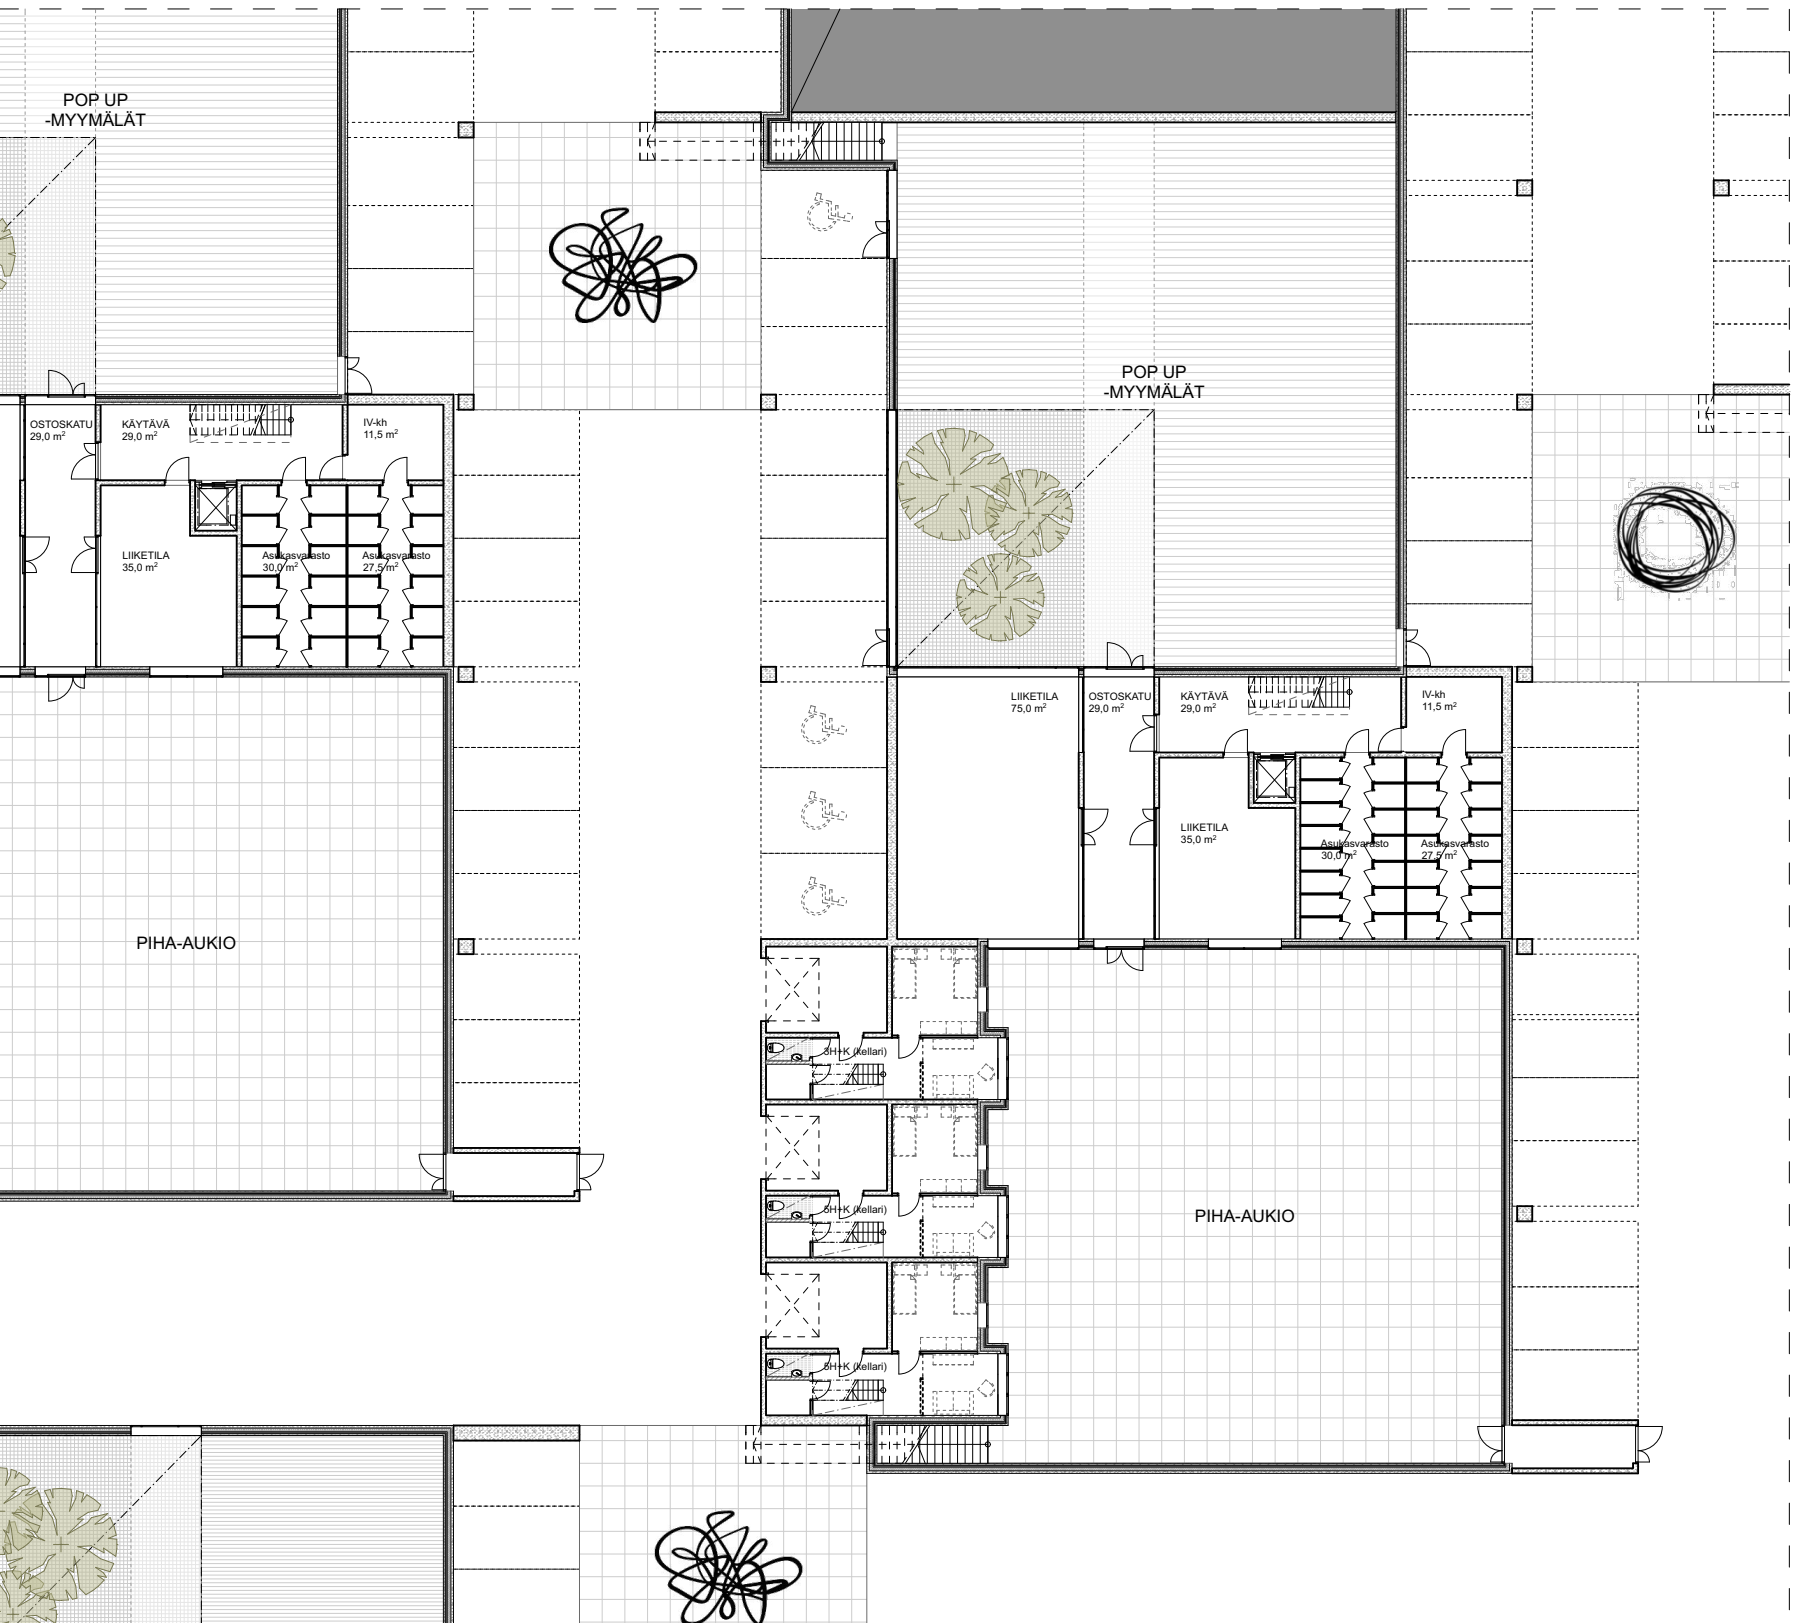 POP UP
-MYYMÄLÄT
OSTOSKATU
29,0 m²
KÄYTÄVÄ
29,0 m²
IV-kh
11,5 m²
LIIKETILA
35,0 m²
Asukasvarasto
30,0 m²
Asukasvarasto
27,5 m²
PIHA-AUKIO
POP UP
-MYYMÄLÄT
LIIKETILA
75,0 m²
OSTOSKATU
29,0 m²
KÄYTÄVÄ
29,0 m²
IV-kh
11,5 m²
LIIKETILA
35,0 m²
Asukasvarasto
30,0 m²
Asukasvarasto
27,5 m²
3H+K (kellari)
5H+K (kellari)
5H+K (kellari)
PIHA-AUKIO